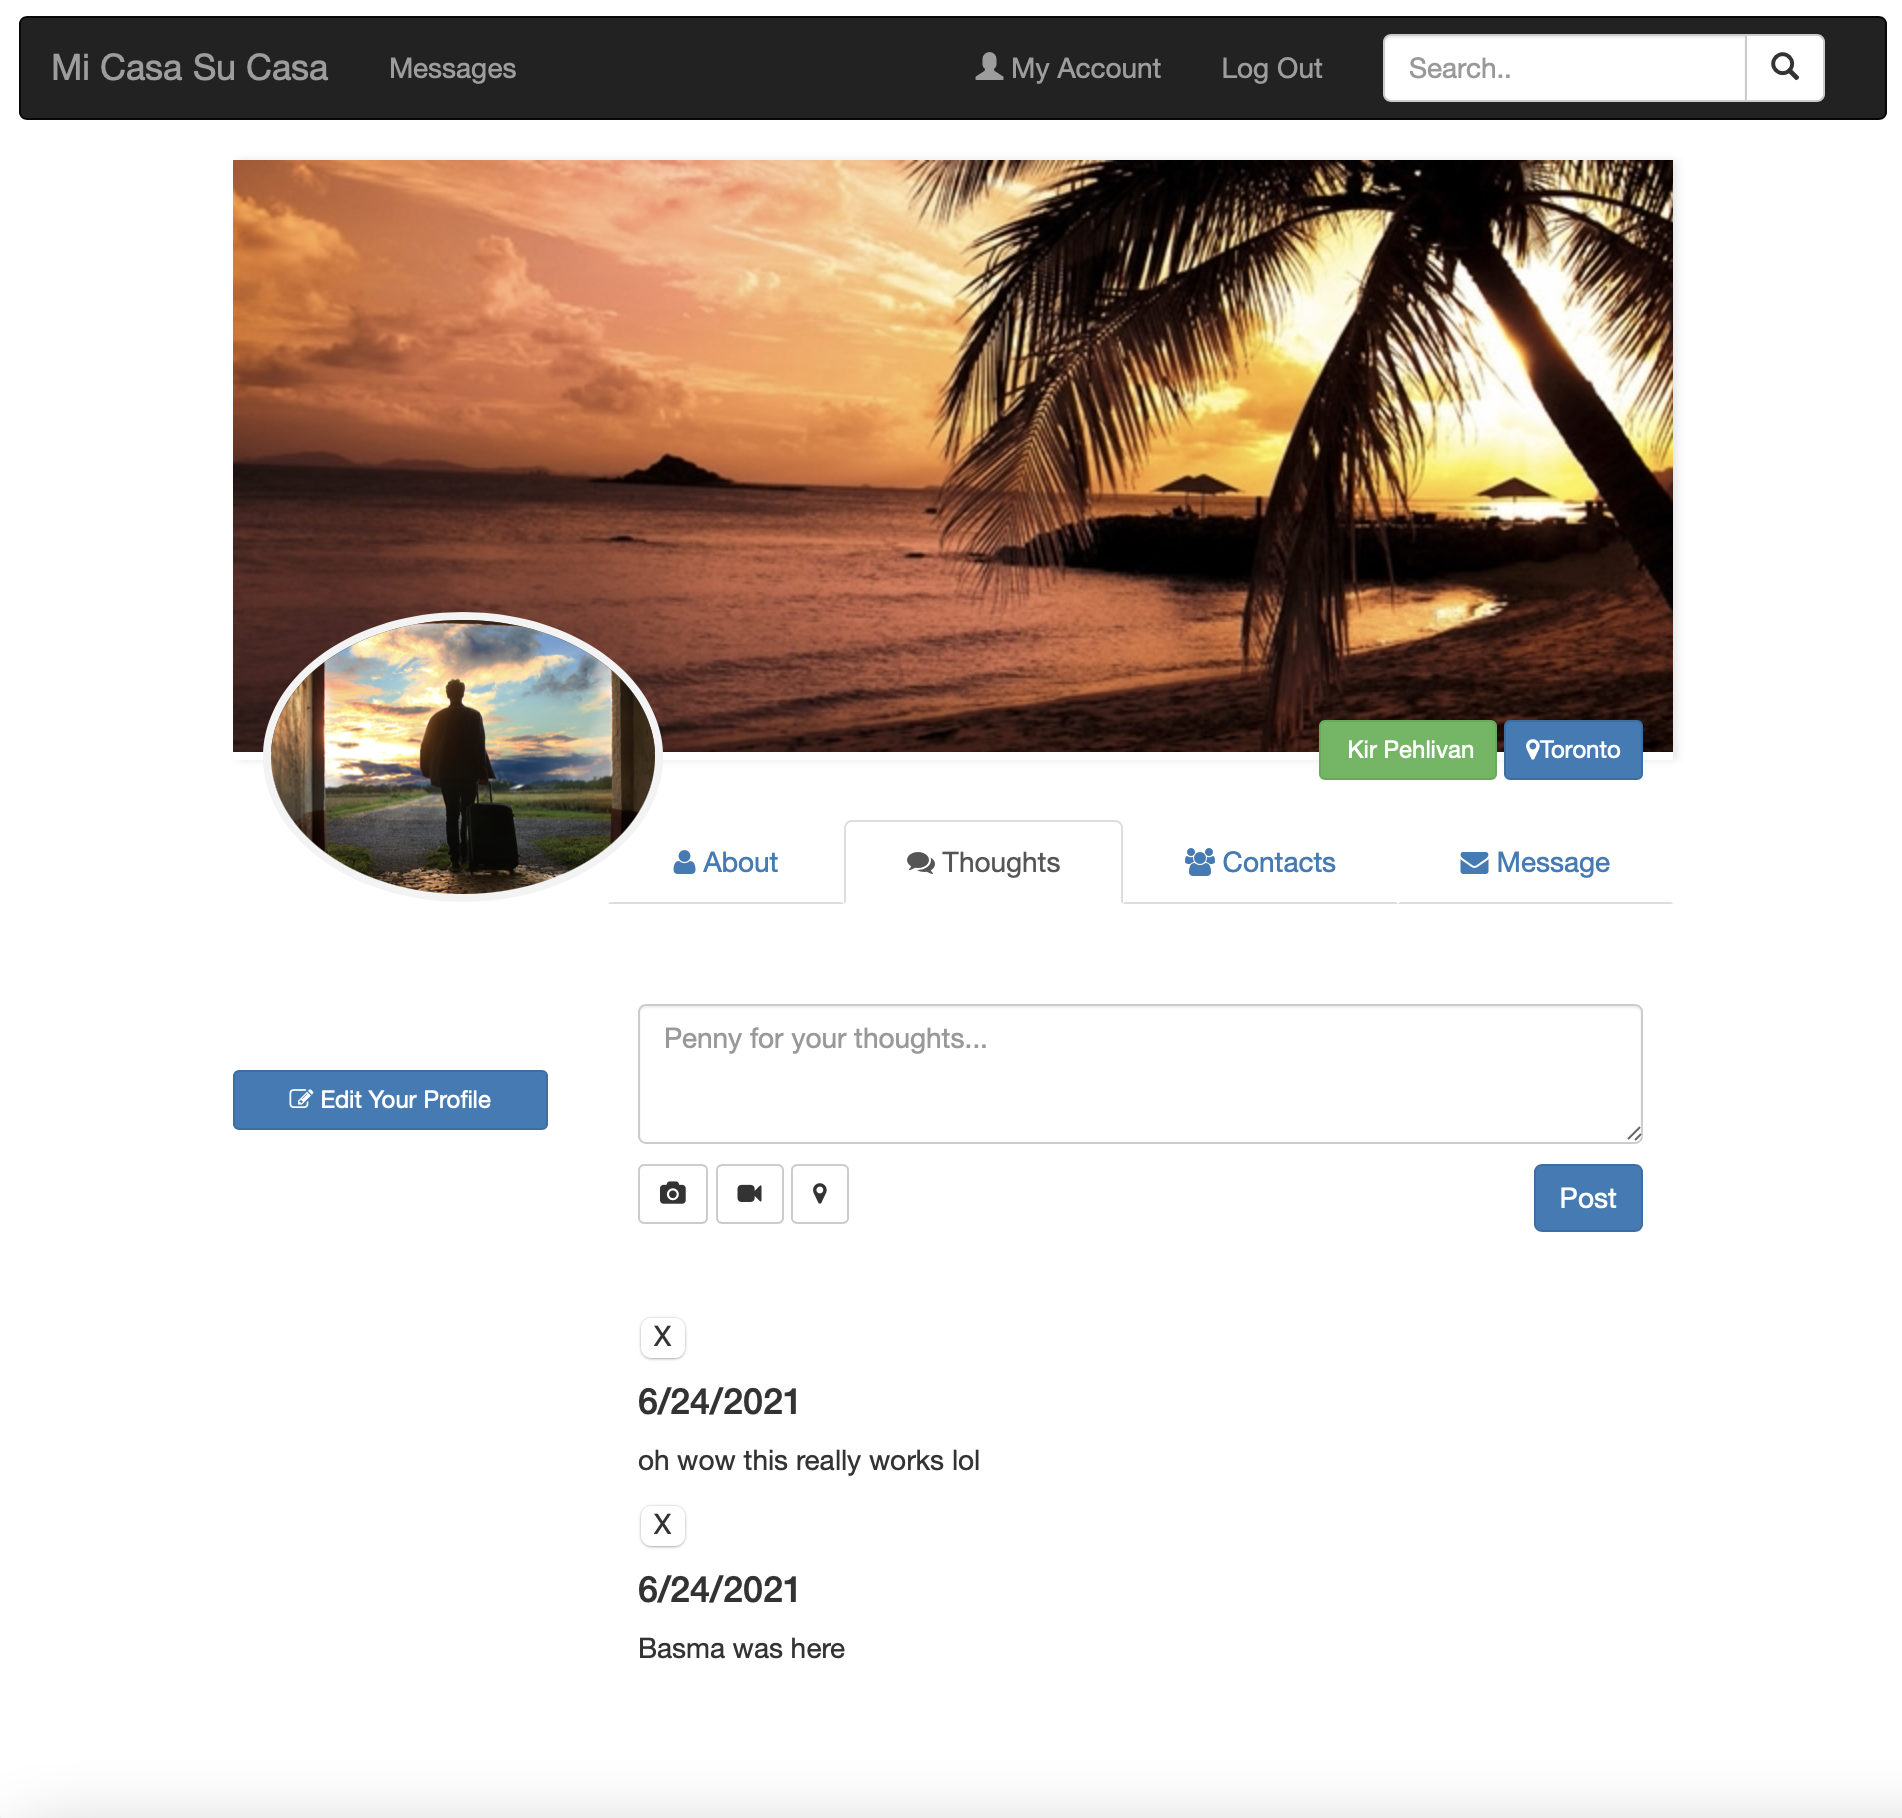 Mi Casa Su Casa Messages My Account Log Out Search..
Kir Pehlivan Toronto
About Thoughts Contacts Message
Penny for your thoughts...
Edit Your Profile
Post
X
6/24/2021
oh wow this really works lol
X
6/24/2021
Basma was here